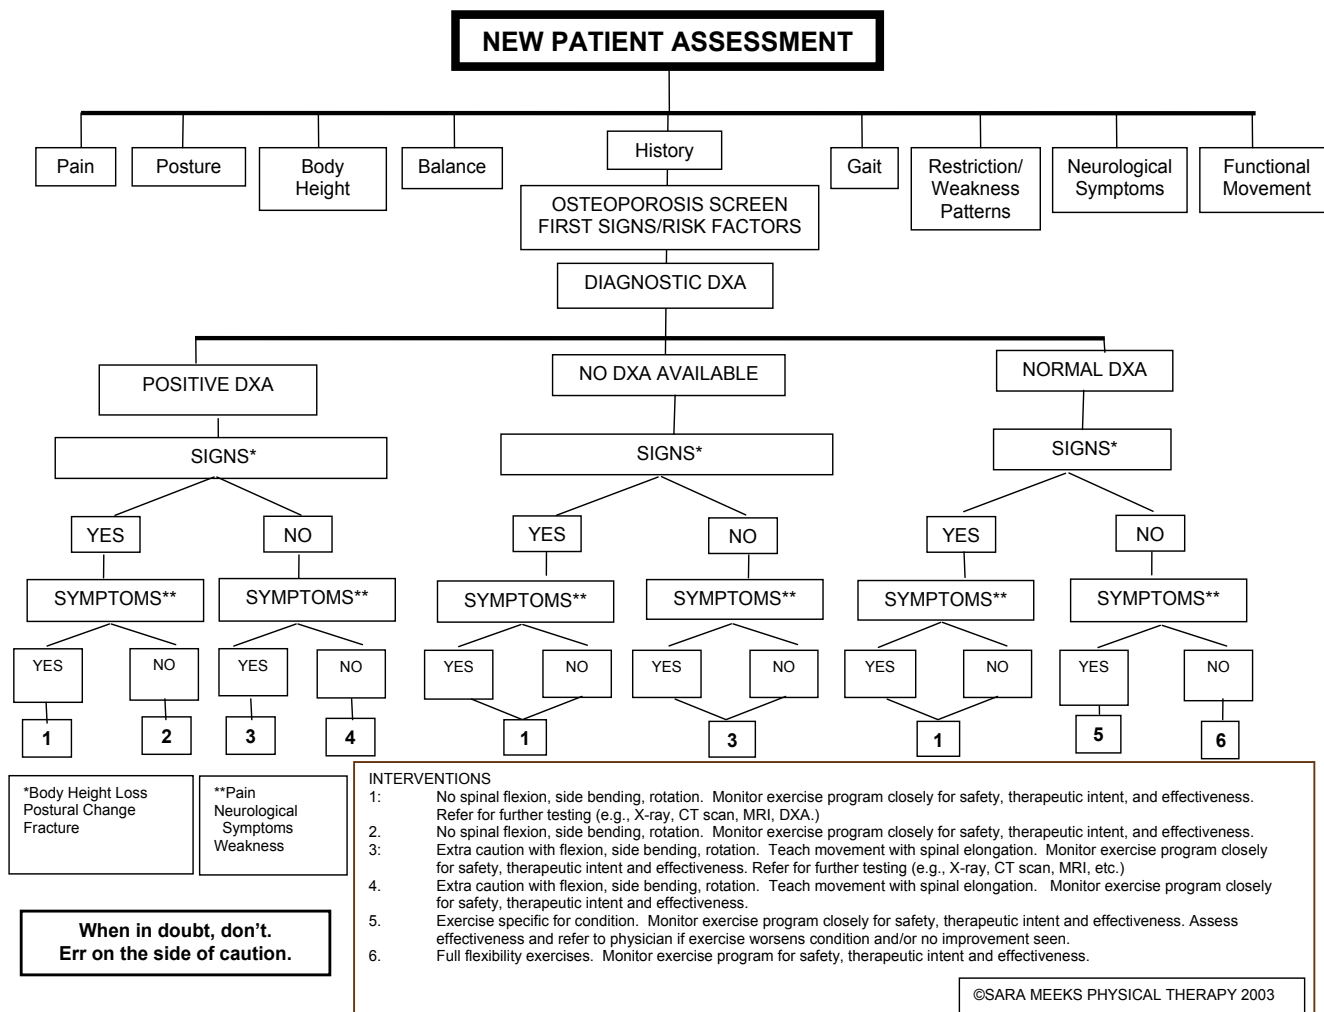 NEW PATIENT ASSESSMENT
Pain
Posture
Body
Height
Balance
History
Gait
Restriction/
Weakness
Patterns
Neurological
Symptoms
Functional
Movement
OSTEOPOROSIS SCREEN
FIRST SIGNS/RISK FACTORS
DIAGNOSTIC DXA
POSITIVE DXA
NO DXA AVAILABLE
NORMAL DXA
SIGNS*
SIGNS*
SIGNS*
YES
NO
YES
NO
YES
NO
SYMPTOMS**
SYMPTOMS**
SYMPTOMS**
SYMPTOMS**
SYMPTOMS**
SYMPTOMS**
YES
NO
YES
NO
YES
NO
YES
NO
YES
NO
YES
NO
1
2
3
4
1
3
1
5
6
*Body Height Loss
Postural Change
Fracture
**Pain
Neurological
Symptoms
Weakness
When in doubt, don't.
Err on the side of caution.
INTERVENTIONS
1: No spinal flexion, side bending, rotation. Monitor exercise program closely for safety, therapeutic intent, and effectiveness.
Refer for further testing (e.g., X-ray, CT scan, MRI, DXA.)
2. No spinal flexion, side bending, rotation. Monitor exercise program closely for safety, therapeutic intent, and effectiveness.
3: Extra caution with flexion, side bending, rotation. Teach movement with spinal elongation. Monitor exercise program closely
for safety, therapeutic intent and effectiveness. Refer for further testing (e.g., X-ray, CT scan, MRI, etc.)
4. Extra caution with flexion, side bending, rotation. Teach movement with spinal elongation. Monitor exercise program closely
for safety, therapeutic intent and effectiveness.
5. Exercise specific for condition. Monitor exercise program closely for safety, therapeutic intent and effectiveness. Assess
effectiveness and refer to physician if exercise worsens condition and/or no improvement seen.
6. Full flexibility exercises. Monitor exercise program for safety, therapeutic intent and effectiveness.
©SARA MEEKS PHYSICAL THERAPY 2003